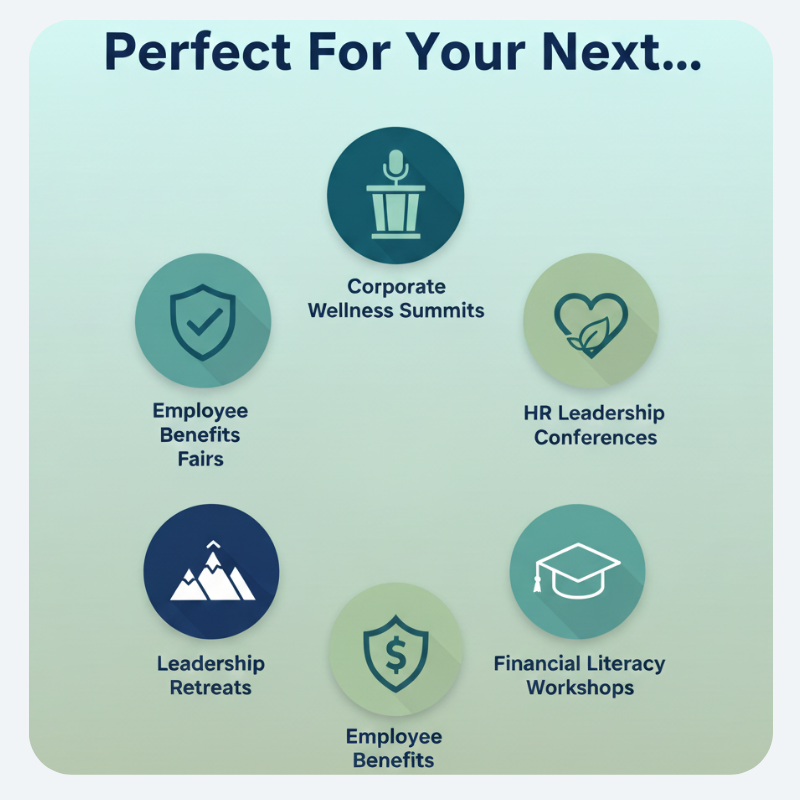 Perfect For Your Next...
Corporate
Wellness Summits
Employee
Benefits
Fairs
HR Leadership
Conferences
Leadership
Retreats
Financial Literacy
Workshops
Employee
Benefits
$